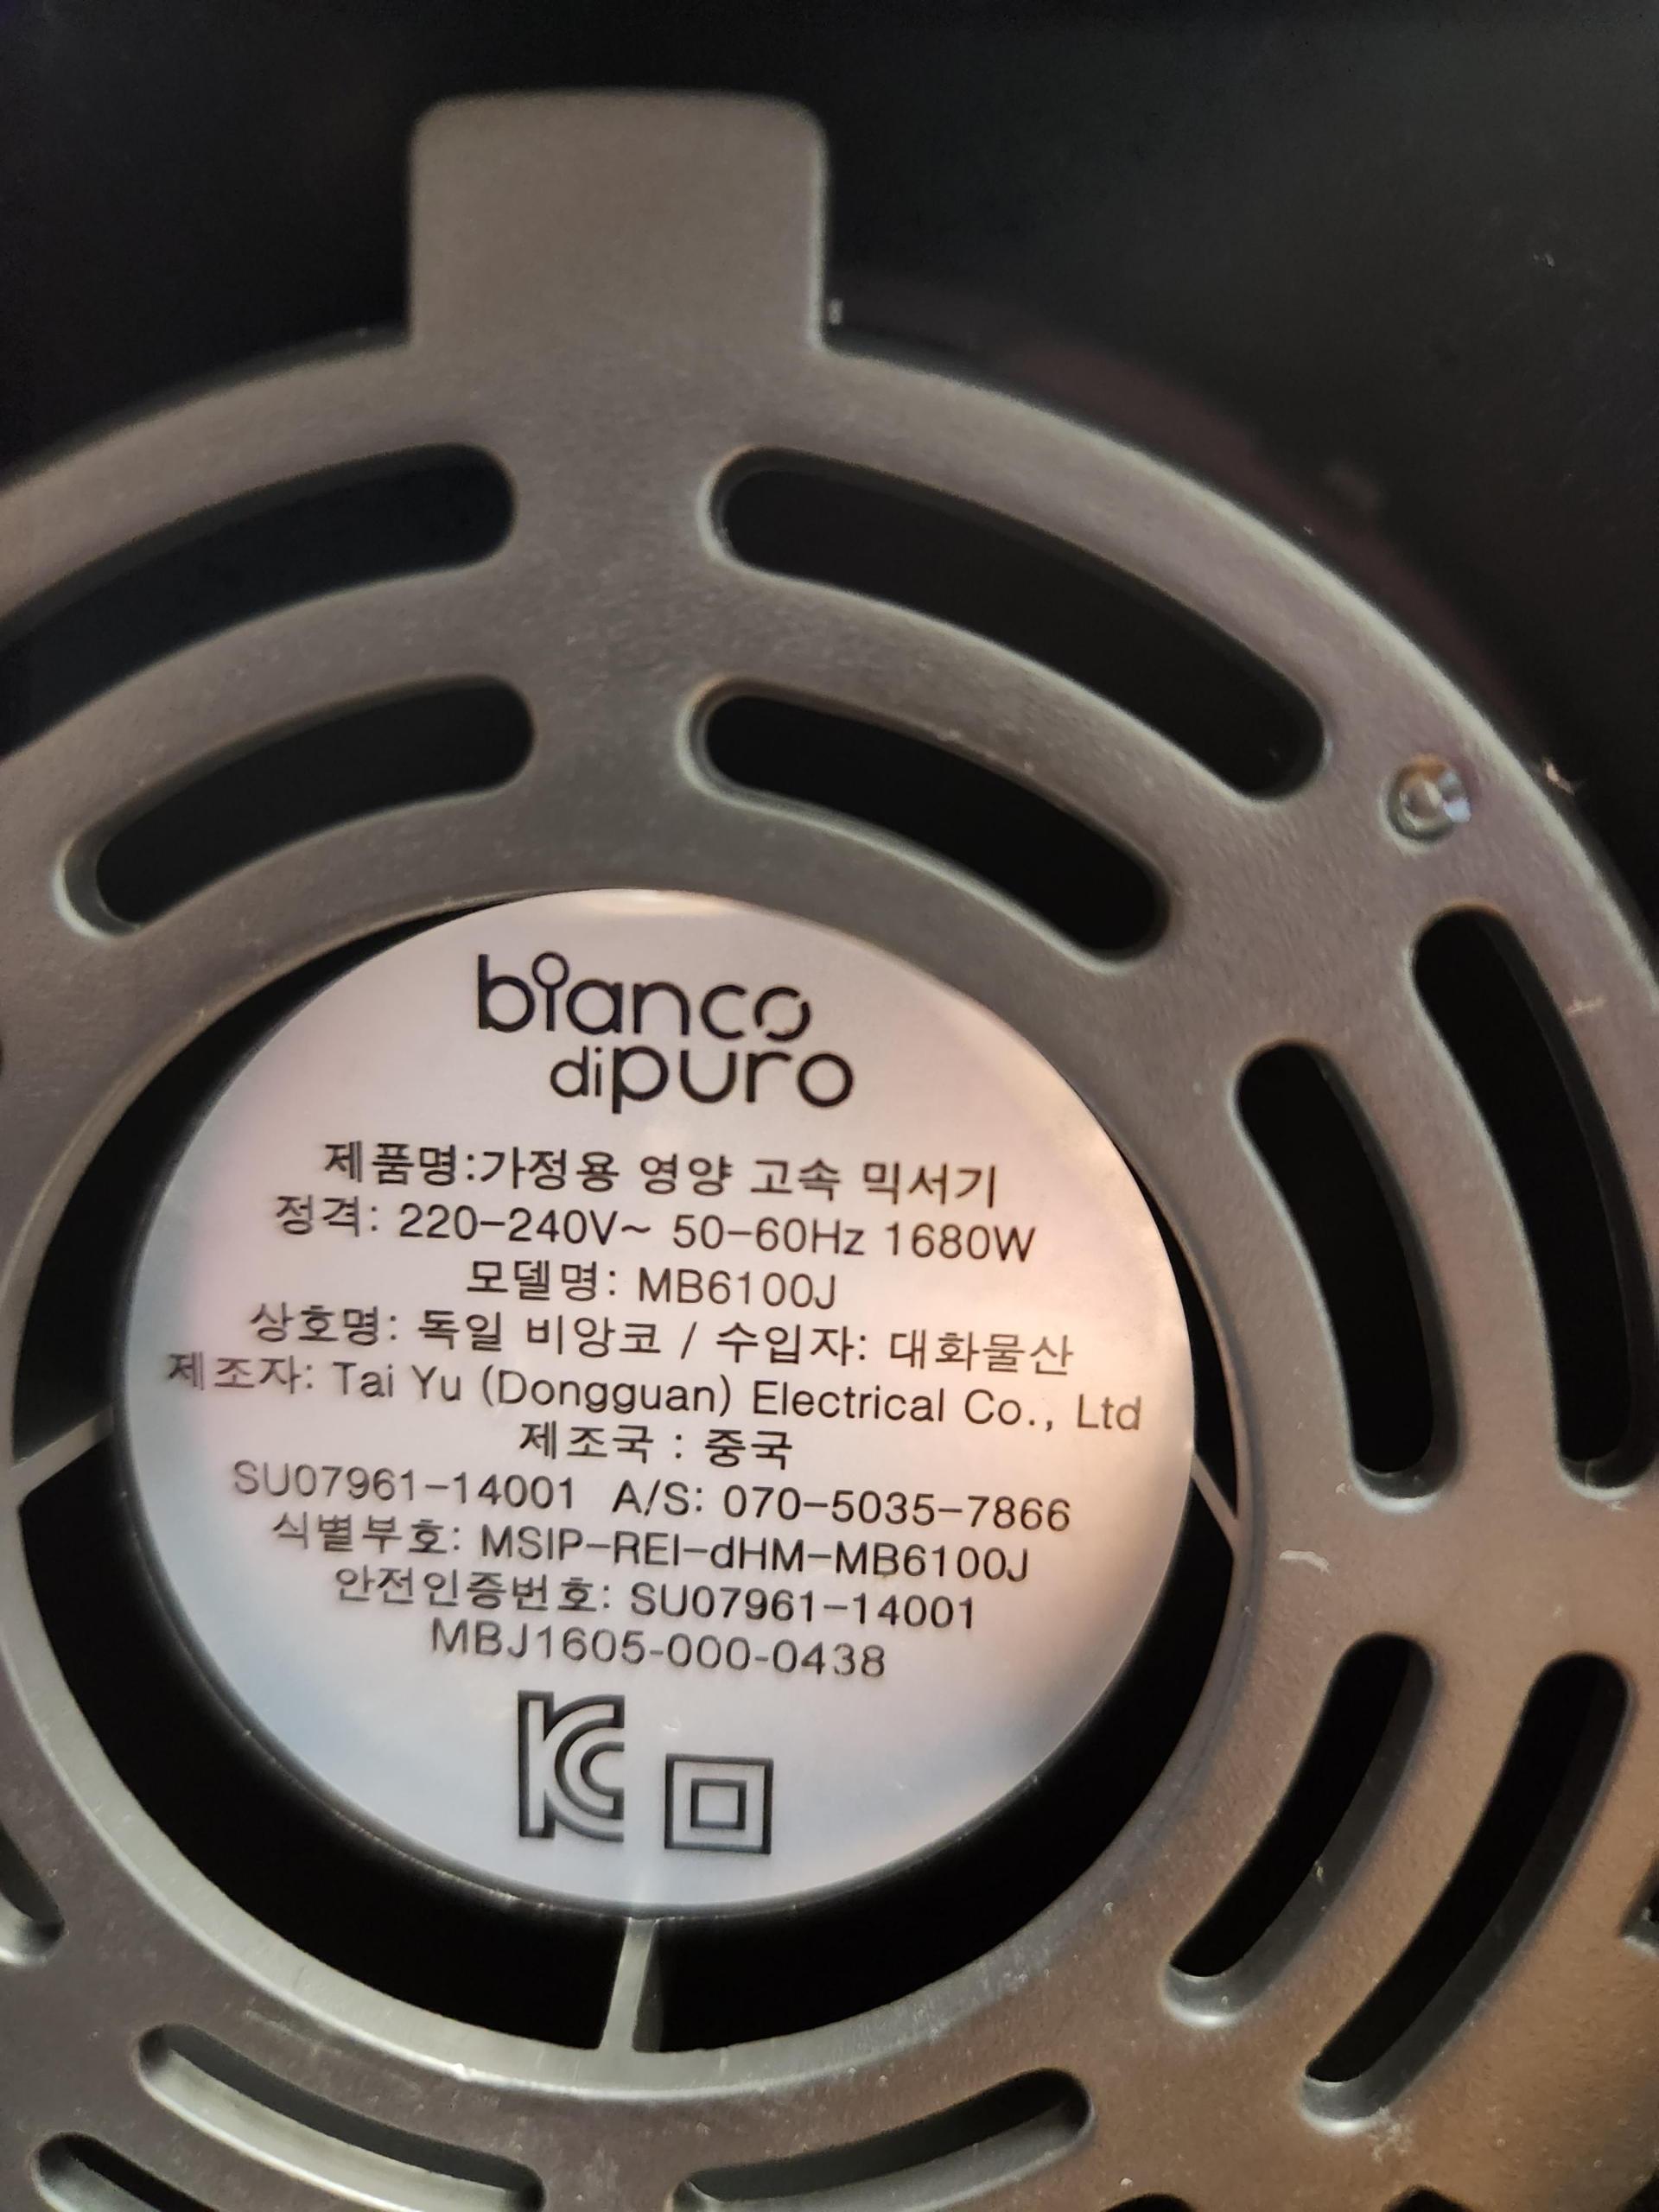 bianco
dipuro
제품명:가정용 영양 고속 믹서기
정격: 220-240V~ 50-60Hz 1680W
모델명: MB6100J
상호명: 독일 비앙코 / 수입자: 대화물산
제조자: Tai Yu (Dongguan) Electrical Co., Ltd
제조국 : 중국
SU07961-14001 A/S: 070-5035-7866
식별부호: MSIP-REI-dHM-MB6100J
안전인증번호: SU07961-14001
MBJ1605-000-0438
KC